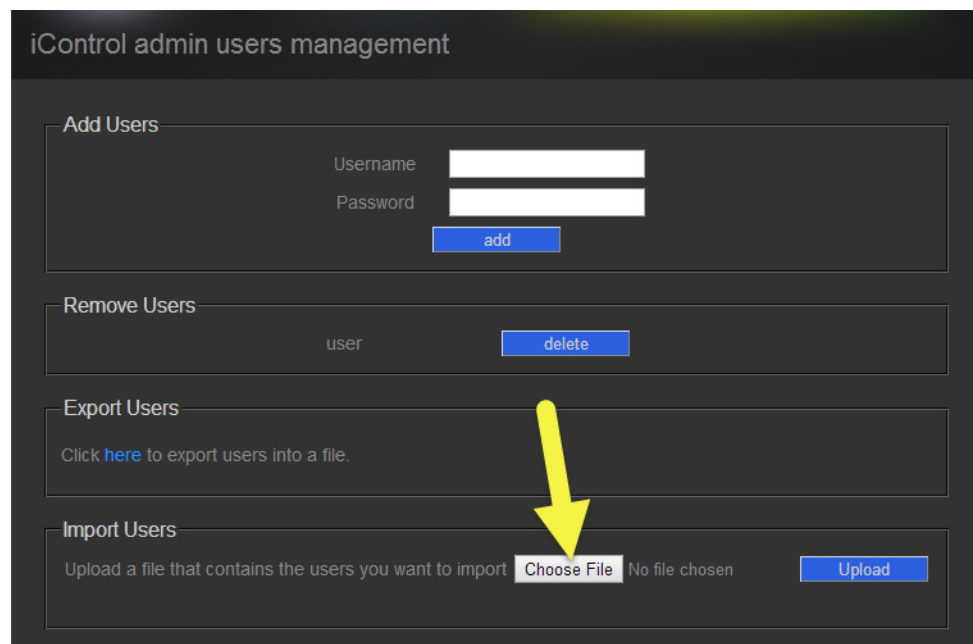 iControl admin users management
Add Users
Username
Password
add
Remove Users
user delete
Export Users
Click here to export users into a file.
Import Users
Upload a file that contains the users you want to import Choose File No file chosen Upload